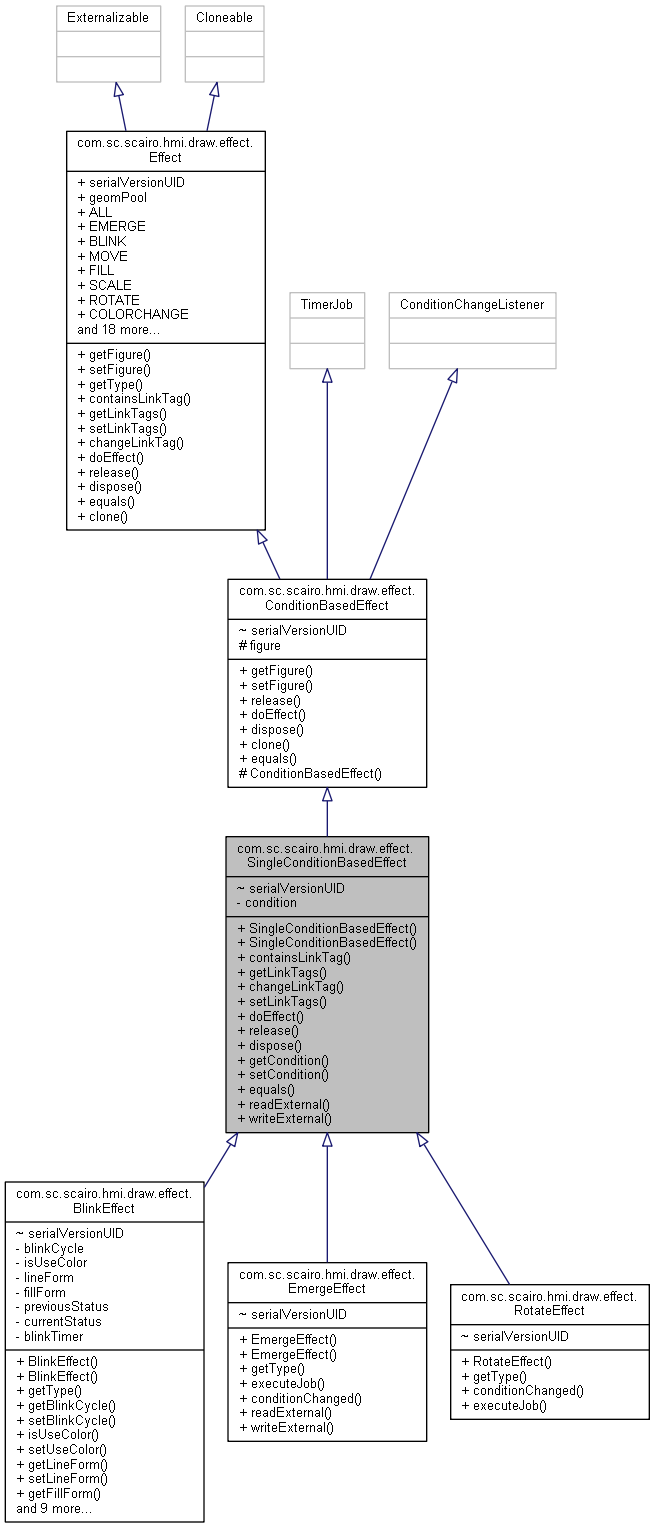 Externalizable
Cloneable
com.sc.scairo.hmi.draw.effect.
Effect
+ serialVersionUID
+ geomPool
+ ALL
+ EMERGE
+ BLINK
+ MOVE
+ FILL
+ SCALE
+ ROTATE
+ COLORCHANGE
and 18 more...
+ getFigure()
+ setFigure()
+ getType()
+ containsLinkTag()
+ getLinkTags()
+ setLinkTags()
+ changeLinkTag()
+ doEffect()
+ release()
+ dispose()
+ equals()
+ clone()
TimerJob
ConditionChangeListener
com.sc.scairo.hmi.draw.effect.
ConditionBasedEffect
~ serialVersionUID
# figure
+ getFigure()
+ setFigure()
+ release()
+ doEffect()
+ dispose()
+ clone()
+ equals()
# ConditionBasedEffect()
com.sc.scairo.hmi.draw.effect.
SingleConditionBasedEffect
~ serialVersionUID
- condition
+ SingleConditionBasedEffect()
+ SingleConditionBasedEffect()
+ containsLinkTag()
+ getLinkTags()
+ changeLinkTag()
+ setLinkTags()
+ doEffect()
+ release()
+ dispose()
+ getCondition()
+ setCondition()
+ equals()
+ readExternal()
+ writeExternal()
com.sc.scairo.hmi.draw.effect.
BlinkEffect
~ serialVersionUID
- blinkCycle
- isUseColor
- lineForm
- fillForm
- previousStatus
- currentStatus
- blinkTimer
+ BlinkEffect()
+ BlinkEffect()
+ getType()
+ getBlinkCycle()
+ setBlinkCycle()
+ isUseColor()
+ setUseColor()
+ getLineForm()
+ setLineForm()
+ getFillForm()
and 9 more...
com.sc.scairo.hmi.draw.effect.
EmergeEffect
~ serialVersionUID
+ EmergeEffect()
+ EmergeEffect()
+ getType()
+ executeJob()
+ conditionChanged()
+ readExternal()
+ writeExternal()
com.sc.scairo.hmi.draw.effect.
RotateEffect
~ serialVersionUID
+ RotateEffect()
+ getType()
+ conditionChanged()
+ executeJob()